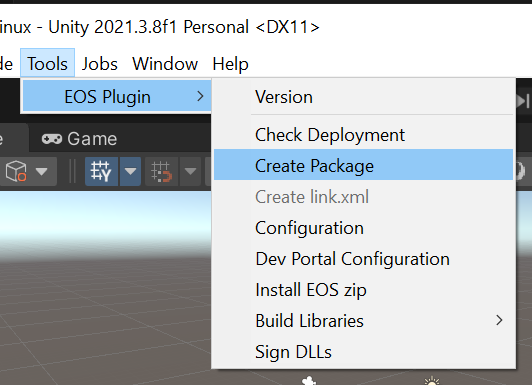 inux - Unity 2021.3.8f1 Personal <DX11>
de Tools Jobs Window Help
EOS Plugin
Version
Check Deployment
e Game
Create Package
Create link.xml
Configuration
Dev Portal Configuration
Install EOS zip
Build Libraries
Sign DLLs